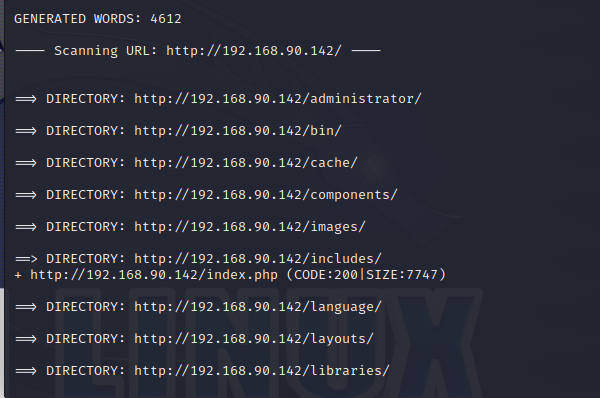 GENERATED WORDS: 4612
---- Scanning URL: http://192.168.90.142/ ----
==> DIRECTORY: http://192.168.90.142/administrator/
==> DIRECTORY: http://192.168.90.142/bin/
==> DIRECTORY: http://192.168.90.142/cache/
==> DIRECTORY: http://192.168.90.142/components/
==> DIRECTORY: http://192.168.90.142/images/
==> DIRECTORY: http://192.168.90.142/includes/
+ http://192.168.90.142/index.php (CODE:200|SIZE:7747)
==> DIRECTORY: http://192.168.90.142/language/
==> DIRECTORY: http://192.168.90.142/layouts/
==> DIRECTORY: http://192.168.90.142/libraries/
LINUX